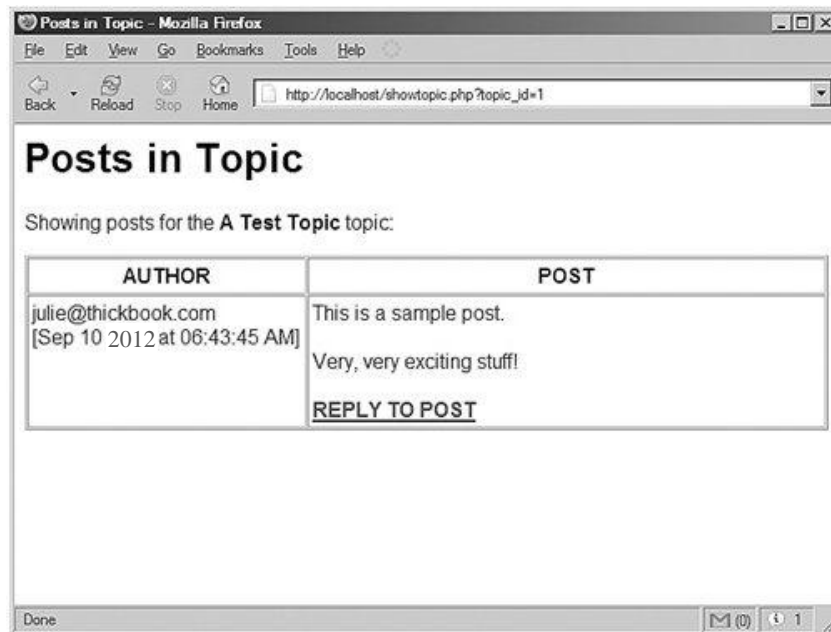 Posts in Topic - Mozilla Firefox
File Edit View Go Bookmarks Tools Help
Back Reload Stop Home http://localhost/showtopic.php?topic_id=1
Posts in Topic
Showing posts for the A Test Topic topic:
AUTHOR POST
julie@thickbook.com This is a sample post.
[Sep 10 2012 at 06:43:45 AM]
Very, very exciting stuff!
REPLY TO POST
Done (0) 1